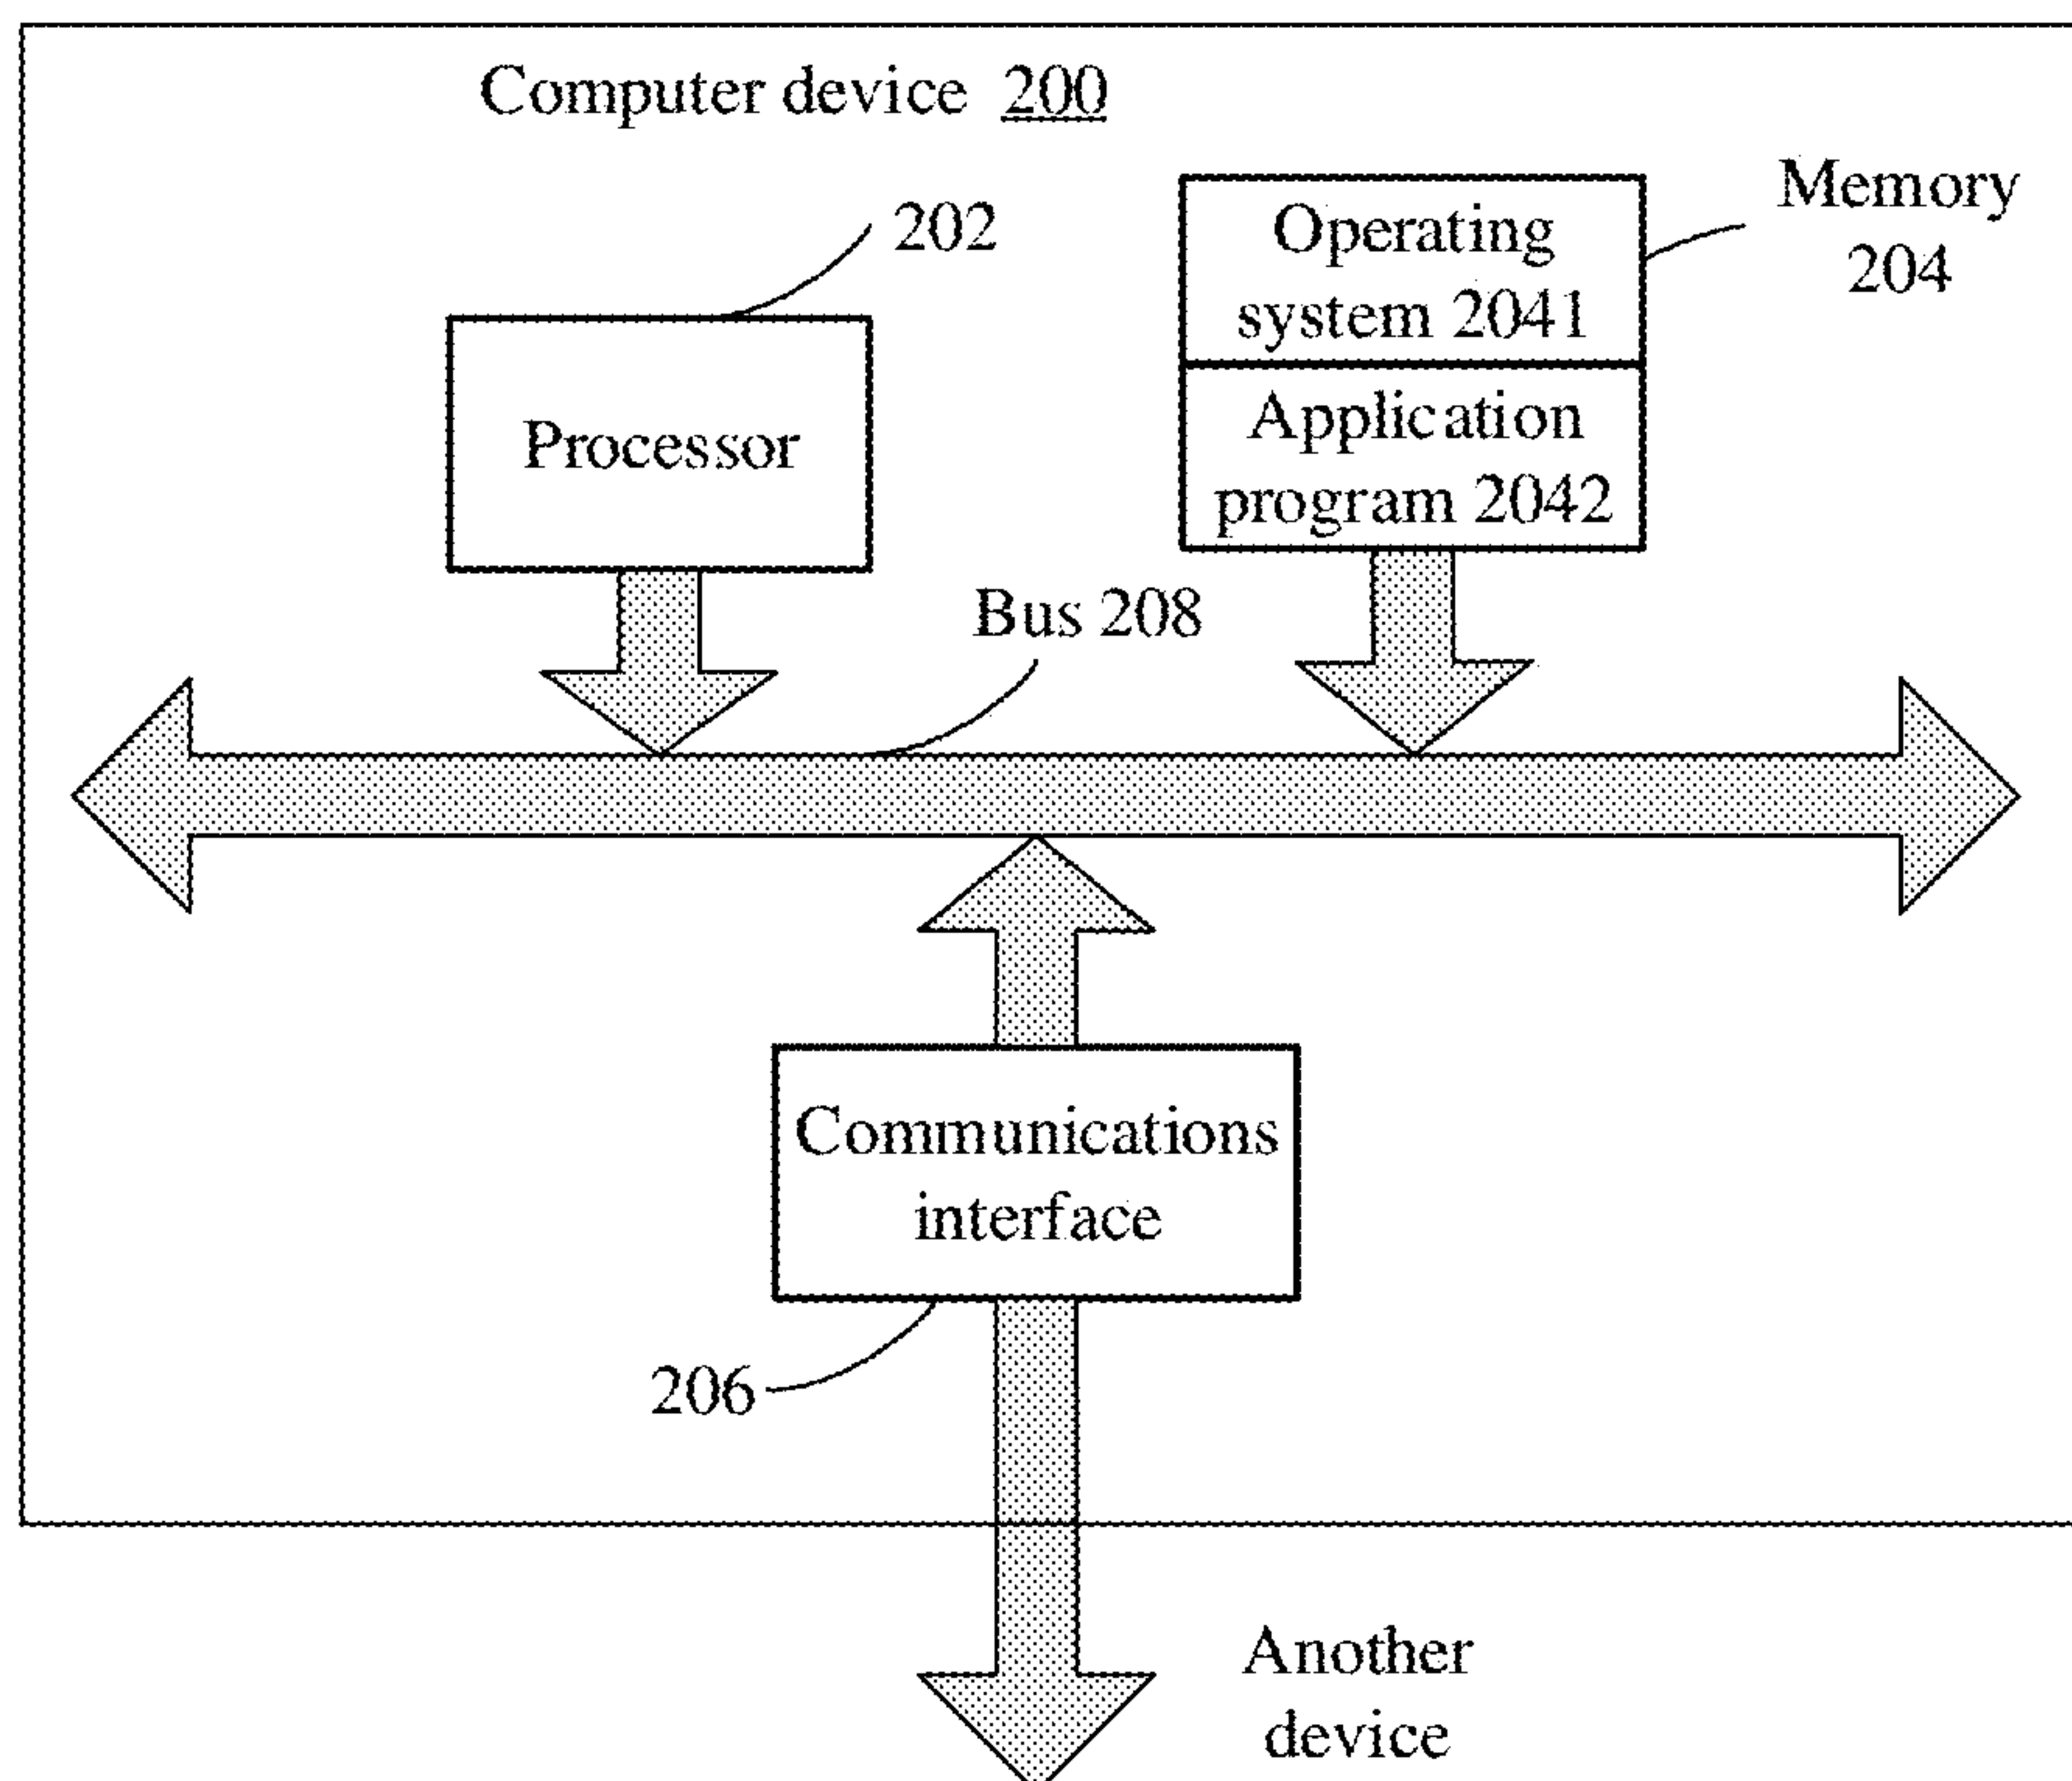 Computer device 200
202
Memory
204
Operating
system 2041
Application
program 2042
Processor
Bus 208
Communications
interface
206
Another
device